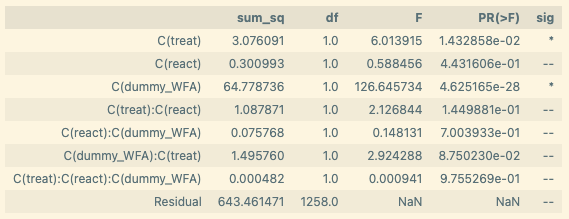 sum_sq df F PR(>F) sig
C(treat) 3.076091 1.0 6.013915 1.432858e-02 *
C(react) 0.300993 1.0 0.588456 4.431606e-01 --
C(dummy_WFA) 64.778736 1.0 126.645734 4.625165e-28 *
C(treat):C(react) 1.087871 1.0 2.126844 1.449881e-01 --
C(react):C(dummy_WFA) 0.075768 1.0 0.148131 7.003933e-01 --
C(dummy_WFA):C(treat) 1.495760 1.0 2.924288 8.750230e-02 --
C(treat):C(react):C(dummy_WFA) 0.000482 1.0 0.000941 9.755269e-01 --
Residual 643.461471 1258.0 NaN NaN --